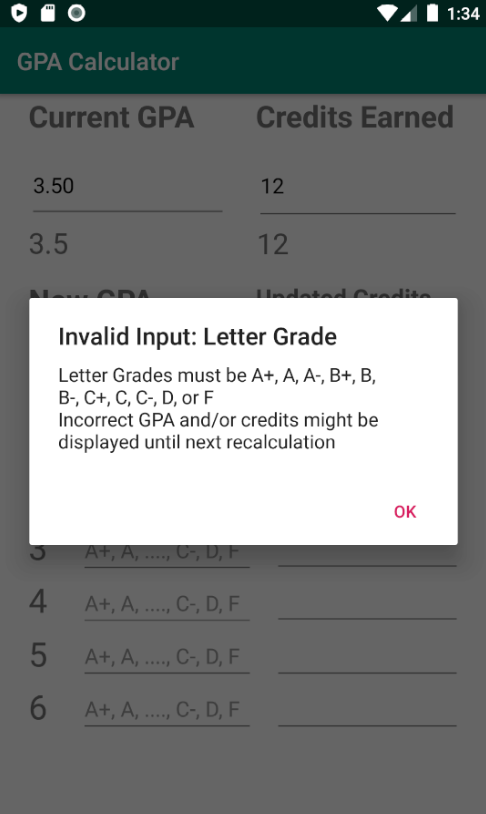 1:34
GPA Calculator
Current GPA Credits Earned
3.50 12
3.5 12
New GPA Updated Credits
Invalid Input: Letter Grade
Letter Grades must be A+, A, A-, B+, B,
B-, C+, C, C-, D, or F
Incorrect GPA and/or credits might be
displayed until next recalculation
OK
3 A+, A, ...., C-, D, F
4 A+, A, ...., C-, D, F
5 A+, A, ...., C-, D, F
6 A+, A, ...., C-, D, F